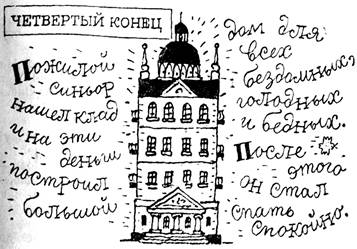 ЧЕТВЕРТЫЙ КОНЕЦ
Пожилой
синьор
нашел клад
и на эти
деньги
построил
большой
дом для
всех
бездомных,
голодных
и бедных.
После
этого
он стал
спать
спокойно.